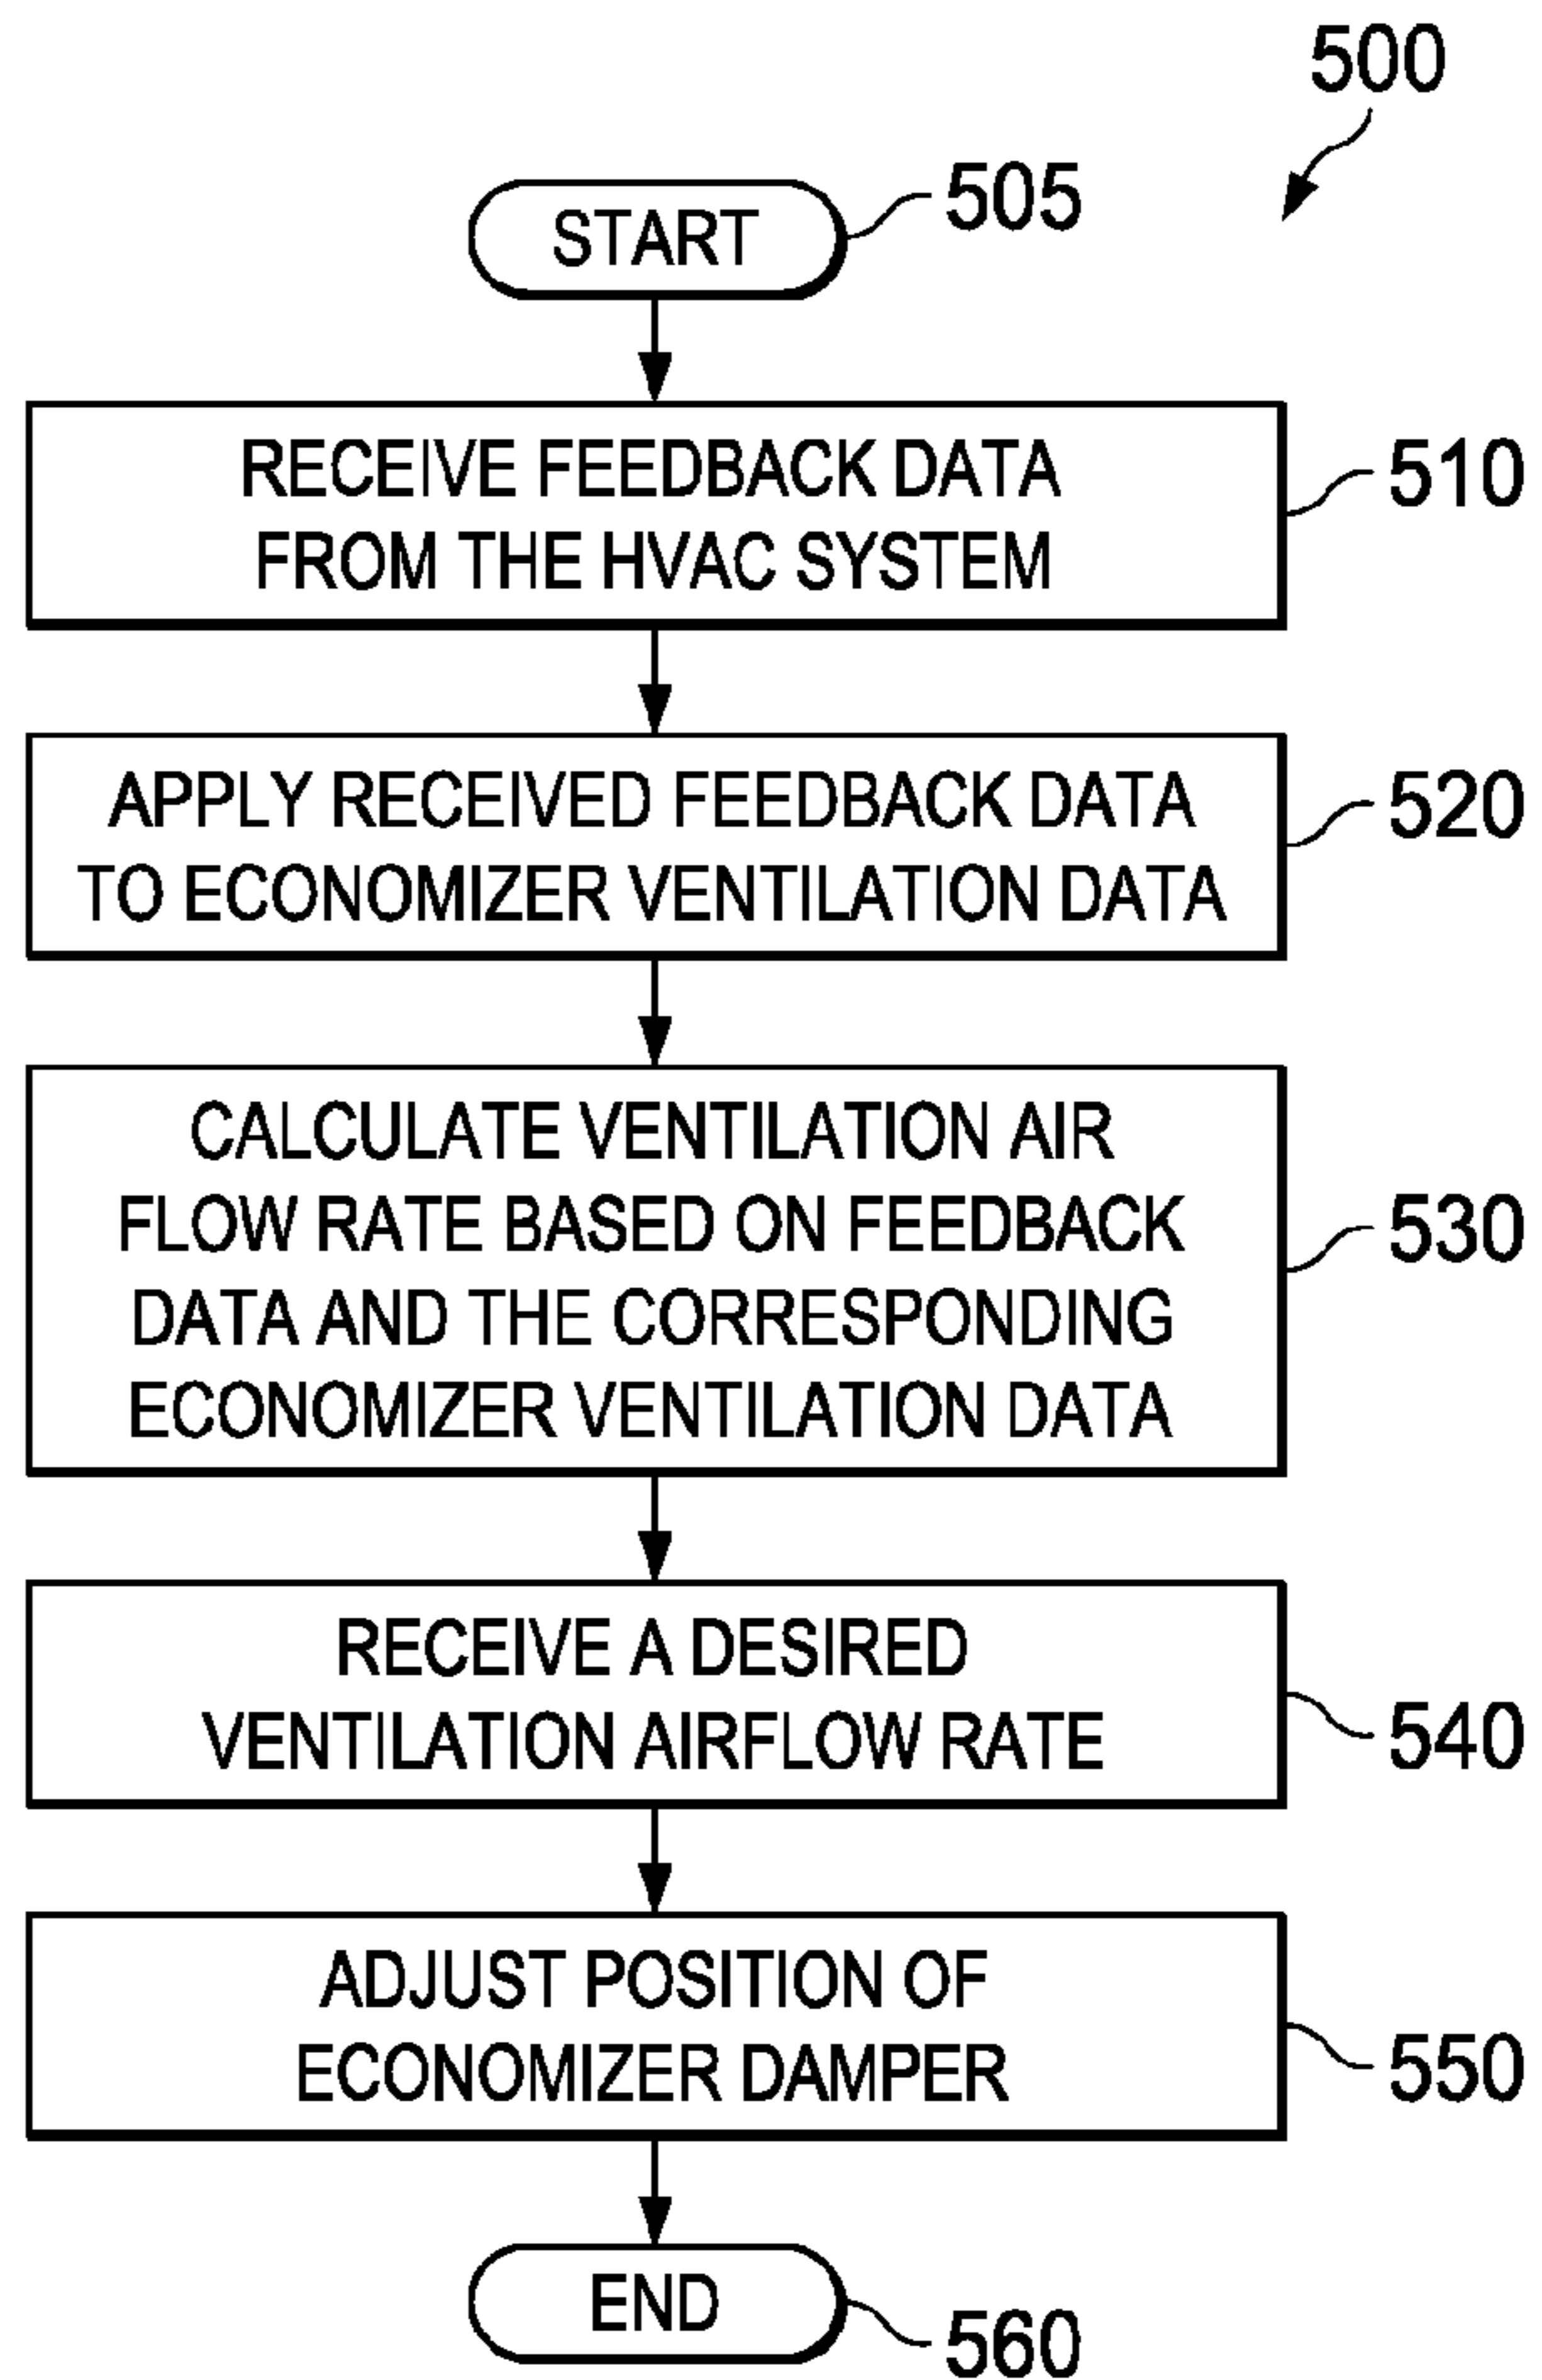 500
START
505
RECEIVE FEEDBACK DATA
FROM THE HVAC SYSTEM
510
APPLY RECEIVED FEEDBACK DATA
TO ECONOMIZER VENTILATION DATA
520
CALCULATE VENTILATION AIR
FLOW RATE BASED ON FEEDBACK
DATA AND THE CORRESPONDING
ECONOMIZER VENTILATION DATA
530
RECEIVE A DESIRED
VENTILATION AIRFLOW RATE
540
ADJUST POSITION OF
ECONOMIZER DAMPER
550
END
560